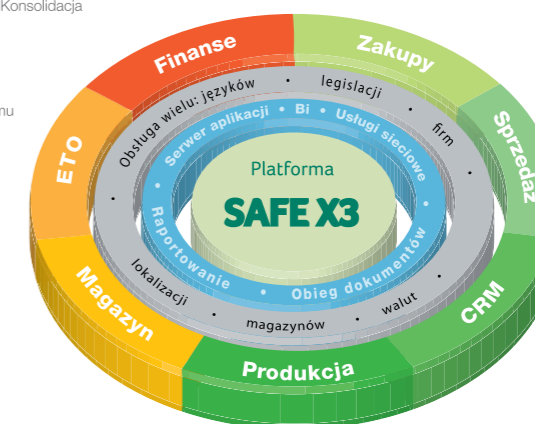 Konsolidacja
mu
Finanse
Zakupy
Sprzedaż
CRM
Produkcja
Magazyn
ETO
Obsługa wielu: języków • legislacji • firm •
walut • magazynów • lokalizacji •
Serwer aplikacji • Bi • Usługi sieciowe •
Obieg dokumentów • Raportowanie •
Platforma
SAFE X3